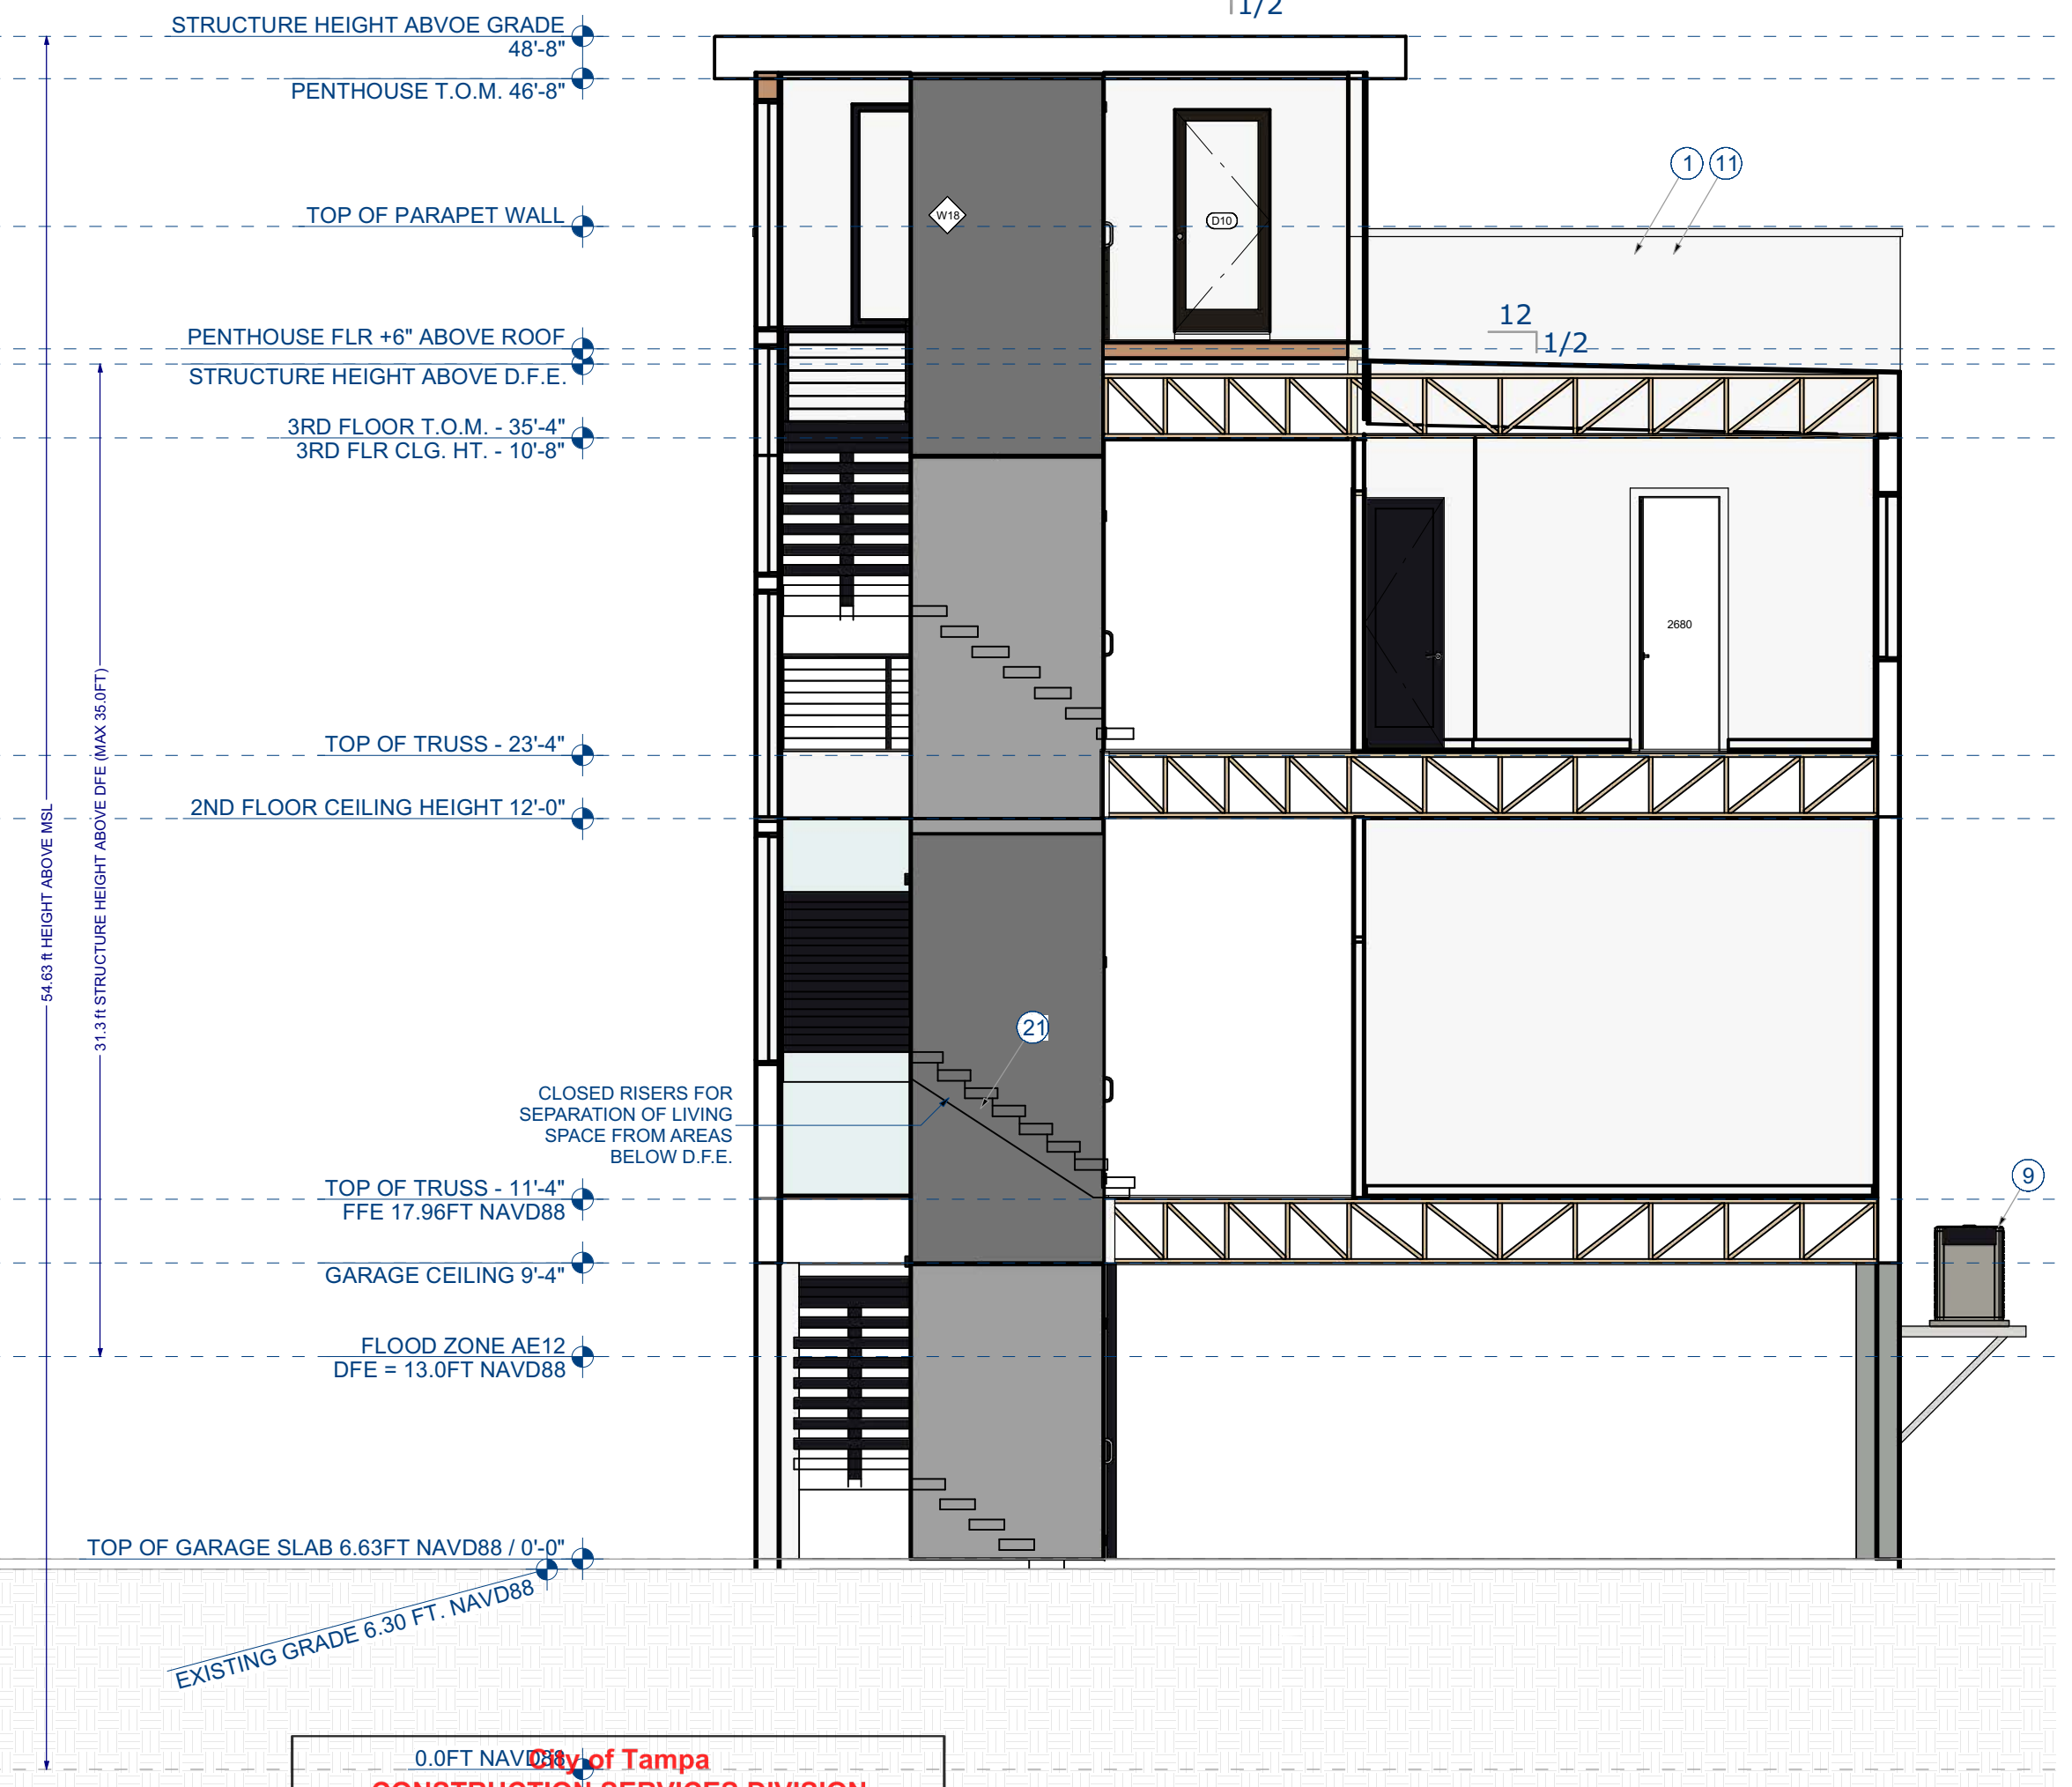 1/2
STRUCTURE HEIGHT ABVOE GRADE
48'-8"
PENTHOUSE T.O.M. 46'-8"
1 11
TOP OF PARAPET WALL
W18
D10
12
1/2
PENTHOUSE FLR +6" ABOVE ROOF
STRUCTURE HEIGHT ABOVE D.F.E.
3RD FLOOR T.O.M. - 35'-4"
3RD FLR CLG. HT. - 10'-8"
2680
TOP OF TRUSS - 23'-4"
2ND FLOOR CEILING HEIGHT 12'-0"
54.63 ft HEIGHT ABOVE MSL
31.3 ft STRUCTURE HEIGHT ABOVE DFE (MAX 35.0FT)
21
CLOSED RISERS FOR
SEPARATION OF LIVING
SPACE FROM AREAS
BELOW D.F.E.
9
TOP OF TRUSS - 11'-4"
FFE 17.96FT NAVD88
GARAGE CEILING 9'-4"
FLOOD ZONE AE12
DFE = 13.0FT NAVD88
TOP OF GARAGE SLAB 6.63FT NAVD88 / 0'-0"
EXISTING GRADE 6.30 FT. NAVD88
0.0FT NAVD88
City of Tampa
CONSTRUCTION SERVICES DIVISION